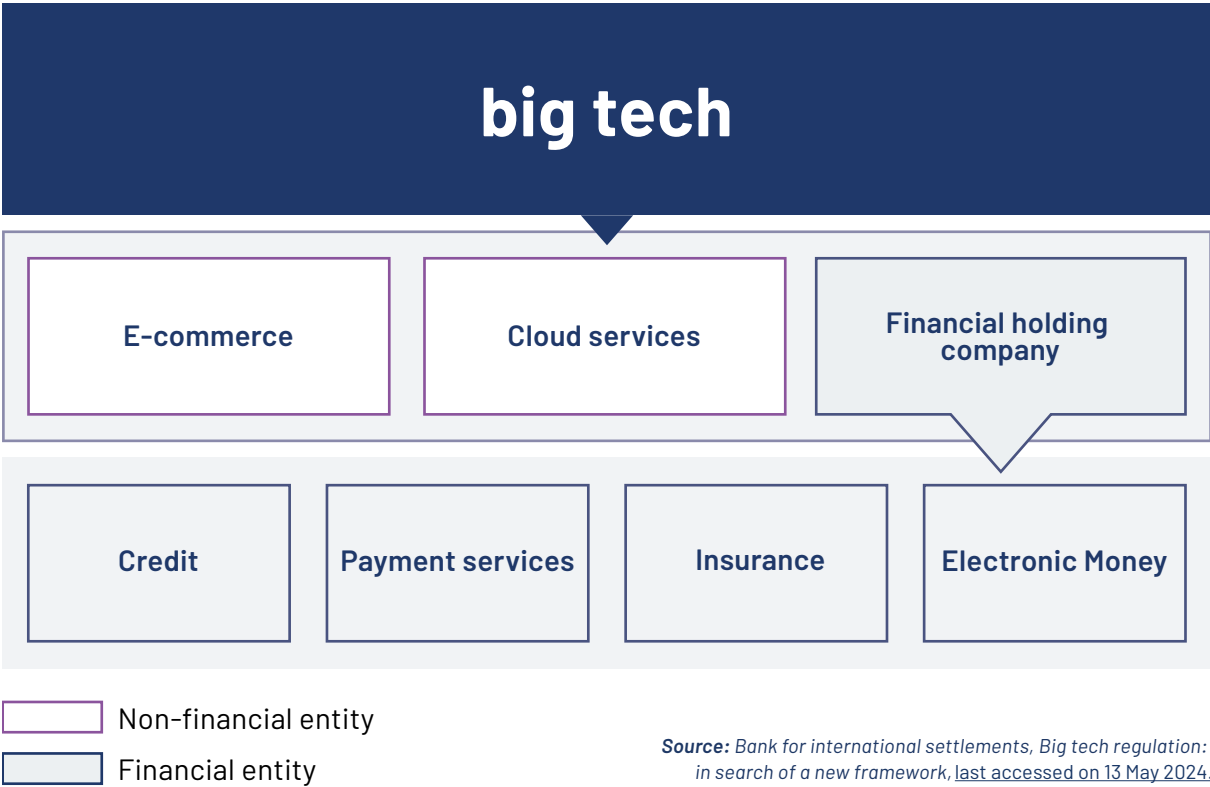 big tech
E-commerce
Cloud services
Financial holding
company
Credit
Payment services
Insurance
Electronic Money
Non-financial entity
Financial entity
Source: Bank for international settlements, Big tech regulation:
in search of a new framework, last accessed on 13 May 2024.